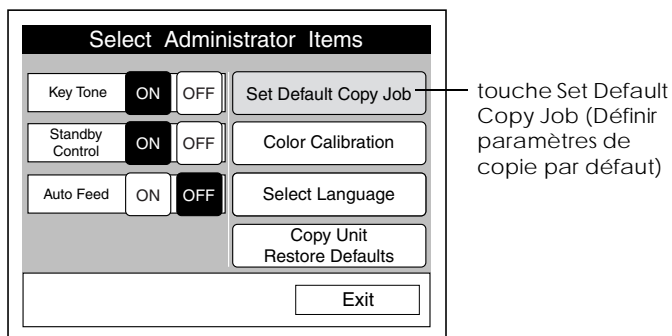 Select Administrator Items
Key Tone ON OFF
Set Default Copy Job
Standby
Control
ON OFF
Color Calibration
Auto Feed ON OFF
Select Language
Copy Unit
Restore Defaults
Exit
touche Set Default
Copy Job (Définir
paramètres de
copie par défaut)